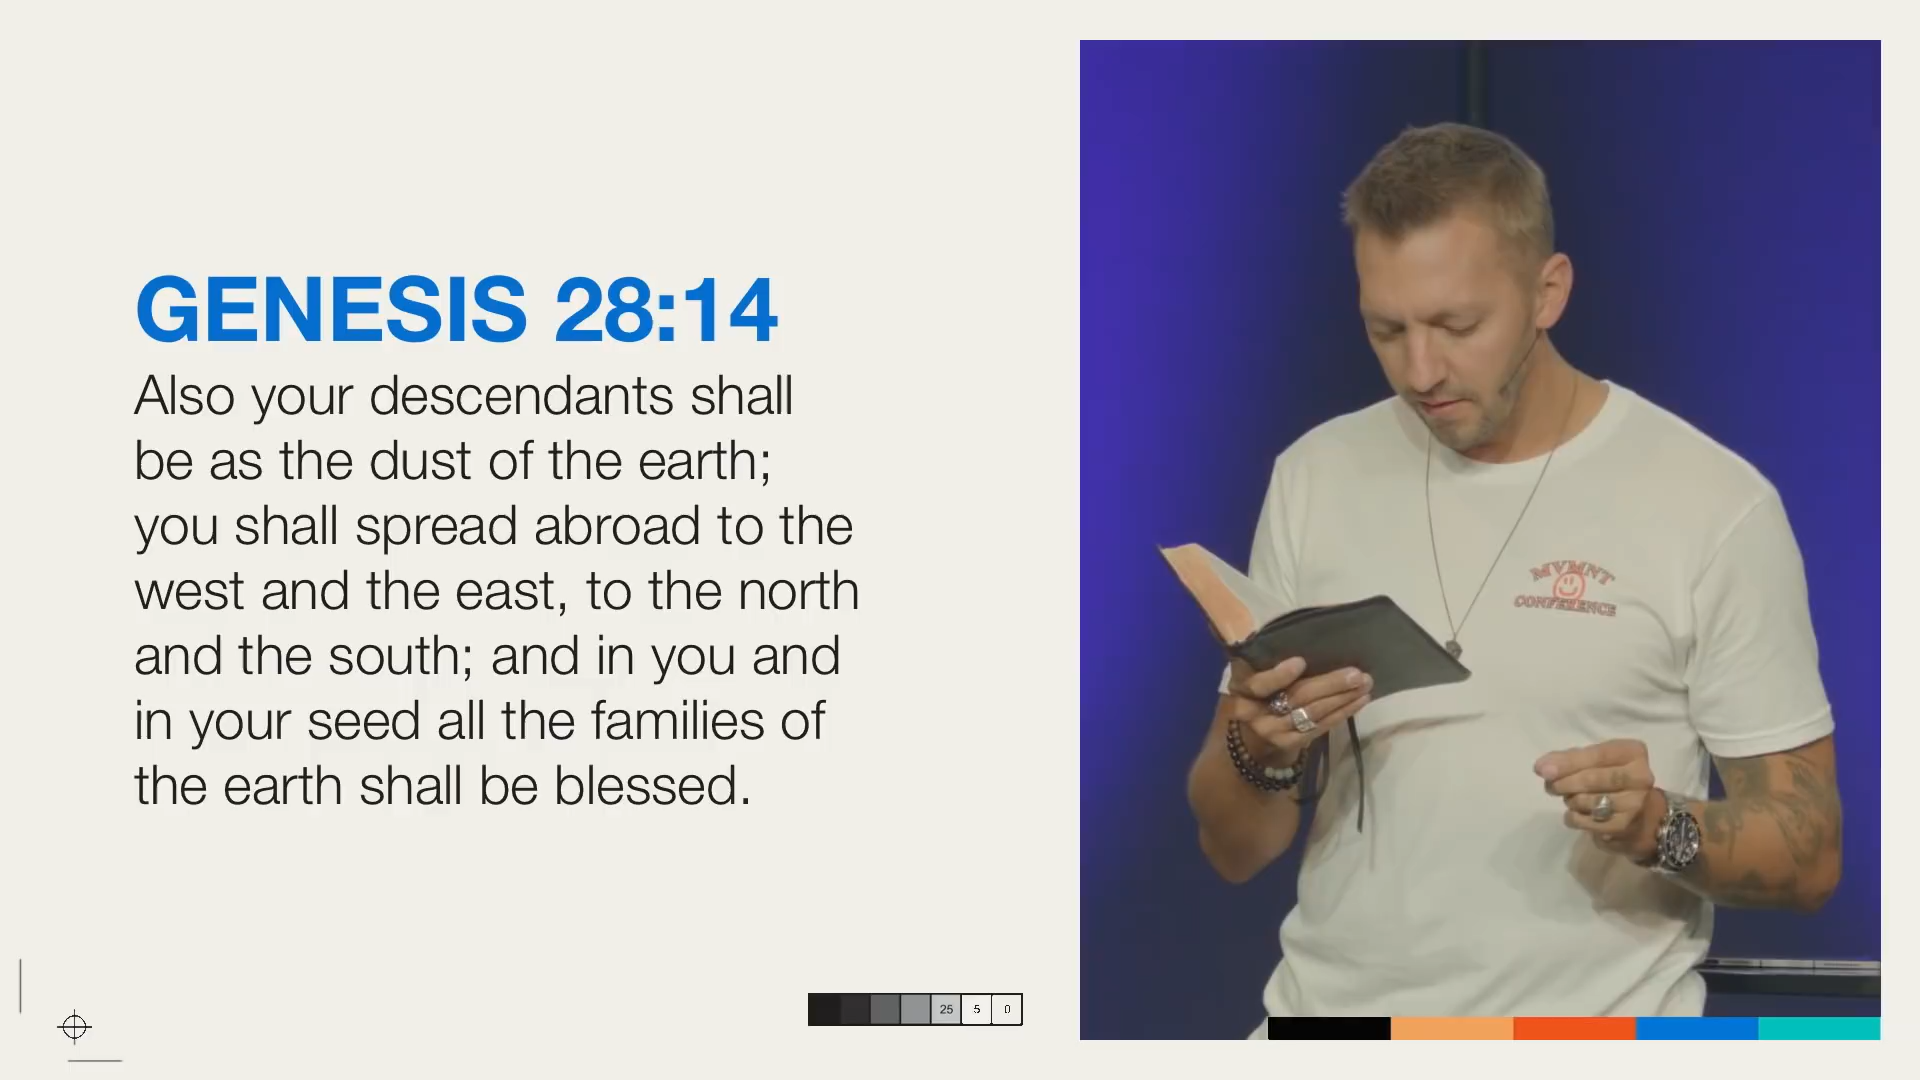 GENESIS 28:14
Also your descendants shall
be as the dust of the earth;
you shall spread abroad to the
west and the east, to the north
and the south; and in you and
in your seed all the families of
the earth shall be blessed.
MVMNT
CONFERENCE
25 5 0